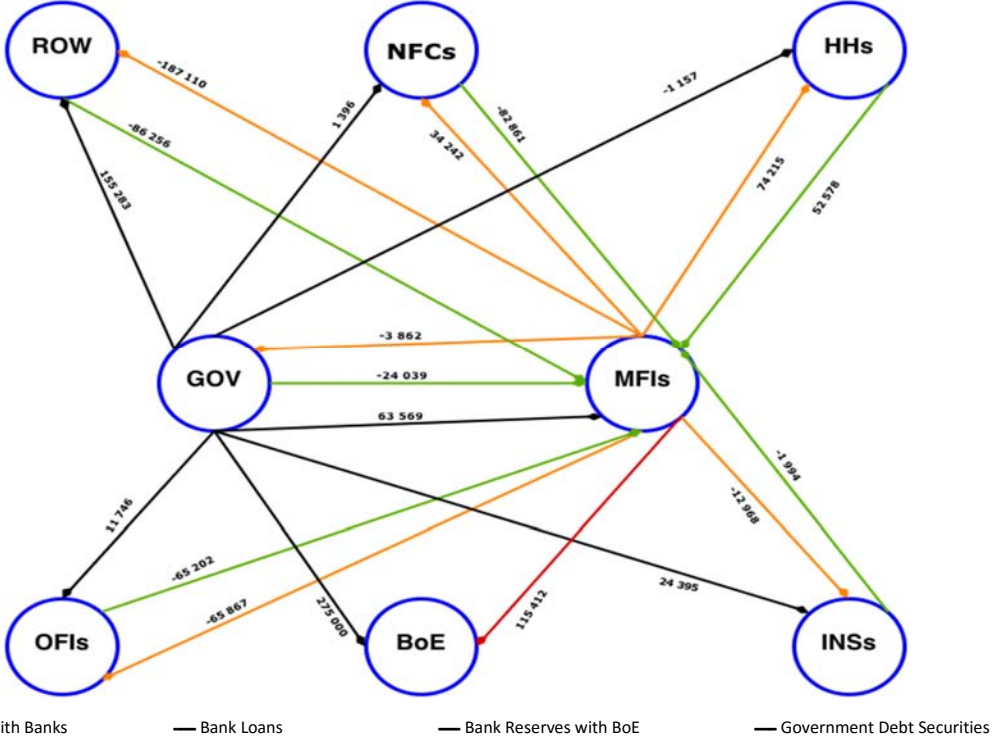 ROW
NFCs
HHs
-187 110
-86 256
155 283
1 396
34 242
-82 861
-1 157
74 215
52 578
-3 862
GOV
-24 039
MFIs
63 569
11 746
-65 202
-65 867
275 000
115 412
24 395
-12 968
-1 994
OFIs
BoE
INSs
ith Banks — Bank Loans — Bank Reserves with BoE — Government Debt Securities